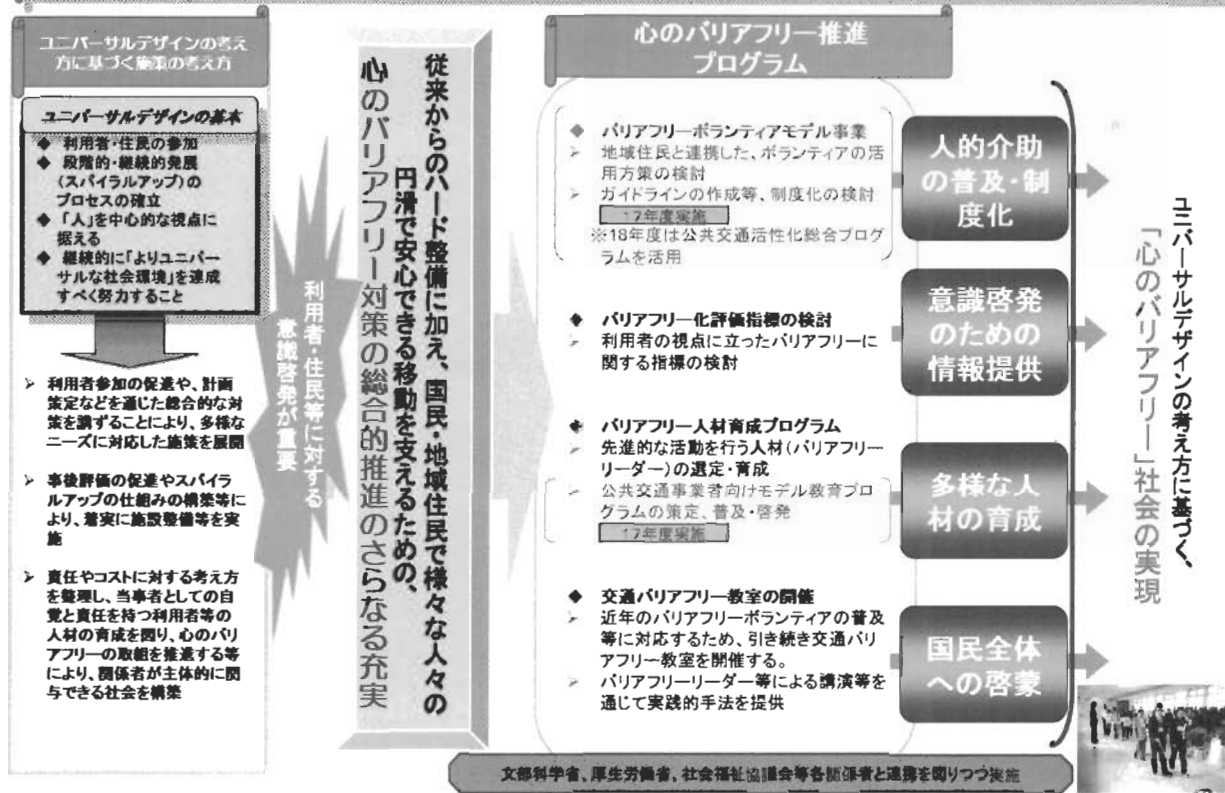 ユニバーサルデザインの考え
方に基づく施策の考え方
ユニバーサルデザインの基本
◆ 利用者・住民の参加
◆ 段階的・継続的発展
(スパイラルアップ)の
プロセスの確立
◆ 「人」を中心的な視点に
据える
◆ 継続的に「よりユニバー
サルな社会環境」を達成
すべく努力すること
➢ 利用者参加の促進や、計画
策定などを通じた総合的な対
策を講ずることにより、多様な
ニーズに対応した施策を展開
➢ 事後評価の促進やスパイラ
ルアップの仕組みの構築等に
より、着実に施設整備等を実
施
➢責任やコストに対する考え方
を整理し、当事者としての自
覚と責任を持つ利用者等の
人材の育成を図り、心のバリ
アフリーの取組を推進する等
により、関係者が主体的に関
与できる社会を構築
利用者・住民等に対する
意識啓発が重要
従来からのハード整備に加え、国民・地域住民で様々な人々の
円滑で安心できる移動を支えるための、
心のバリアフリー対策の総合的推進のさらなる充実
心のバリアフリー推進
プログラム
◆ バリアフリーボランティアモデル事業
➢ 地域住民と連携した、ボランティアの活
用方策の検討
➢ ガイドラインの作成等、制度化の検討
17年度実施
※18年度は公共交通活性化総合プログ
ラムを活用
人的介助
の普及・制
度化
◆ バリアフリー化評価指標の検討
➢ 利用者の視点に立ったバリアフリーに
関する指標の検討
意識啓発
のための
情報提供
◆ バリアフリー人材育成プログラム
➢ 先進的な活動を行う人材(バリアフリー
リーダー)の選定・育成
➢ 公共交通事業者向けモデル教育プロ
グラムの策定、普及・啓発
17年度実施
多様な人
材の育成
◆ 交通バリアフリー教室の開催
➢ 近年のバリアフリーボランティアの普及
等に対応するため、引き続き交通バリ
アフリー教室を開催する。
➢ バリアフリーリーダー等による講演等を
通じて実践的手法を提供
国民全体
への啓蒙
ユニバーサルデザインの考え方に基づく、
「心のバリアフリー」社会の実現
文部科学省、厚生労働省、社会福祉協議会等各関係者と連携を図りつつ実施